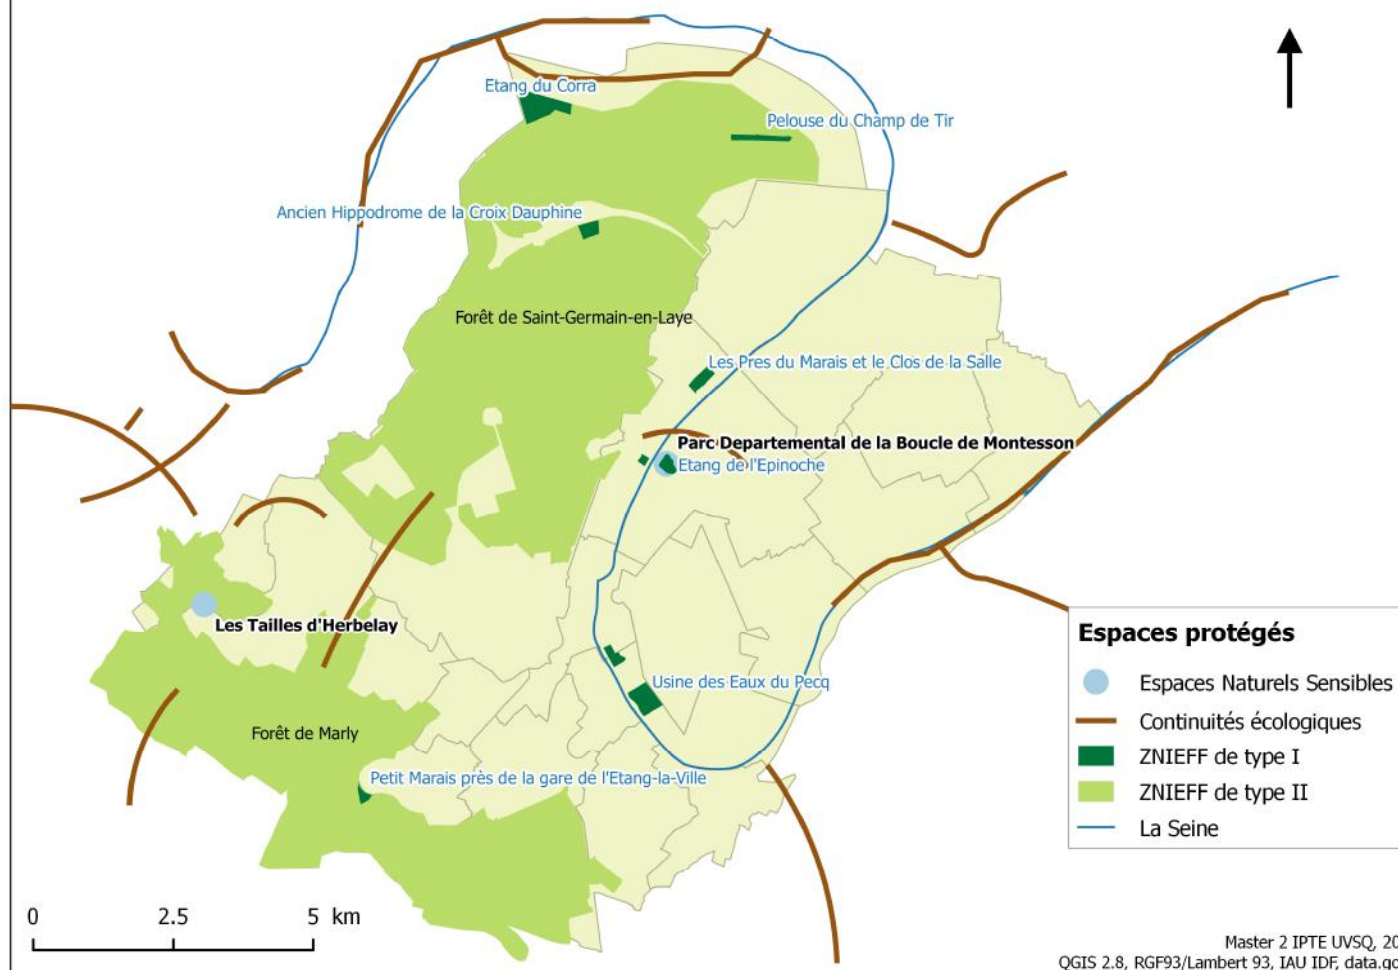 Etang du Corra
Pelouse du Champ de Tir
Ancien Hippodrome de la Croix Dauphine
Forêt de Saint-Germain-en-Laye
Les Pres du Marais et le Clos de la Salle
Parc Departemental de la Boucle de Montesson
Etang de l'Epinoche
Les Tailles d'Herbelay
Usine des Eaux du Pecq
Forêt de Marly
Petit Marais près de la gare de l'Etang-la-Ville
Espaces protégés
Espaces Naturels Sensibles
Continuités écologiques
ZNIEFF de type I
ZNIEFF de type II
La Seine
0 2.5 5 km
Master 2 IPTE UVSQ, 20
QGIS 2.8, RGF93/Lambert 93, IAU IDF, data.go